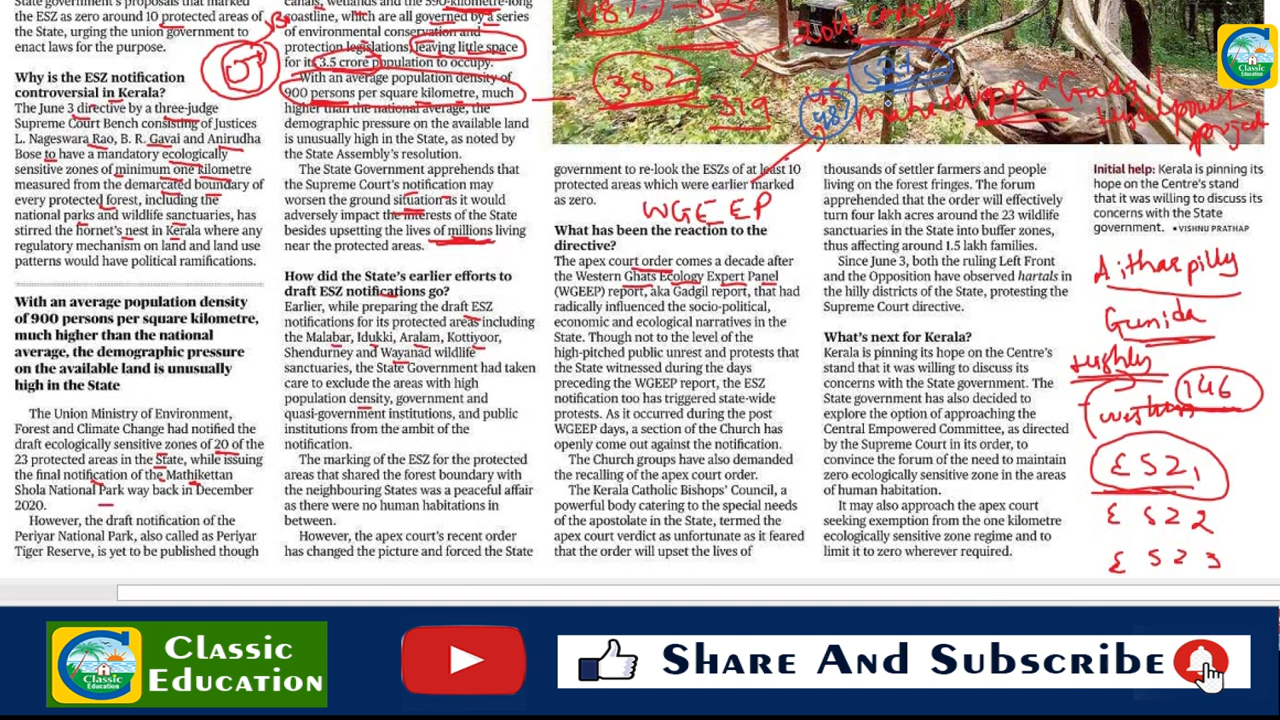 State government's proposals that marked
the ESZ as zero around 10 protected areas of
the State, urging the union government to
enact laws for the purpose.
Why is the ESZ notification
controversial in Kerala?
The June 3 directive by a three-judge
Supreme Court Bench consisting of Justices
L. Nageswara Rao, B. R. Gavai and Anirudha
Bose to have a mandatory ecologically
sensitive zones of minimum one kilometre
measured from the demarcated boundary of
every protected forest, including the
national parks and wildlife sanctuaries, has
stirred the hornet's nest in Kerala where any
regulatory mechanism on land and land use
patterns would have political ramifications.
With an average population density
of 900 persons per square kilometre,
much higher than the national
average, the demographic pressure
on the available land is unusually
high in the State
The Union Ministry of Environment,
Forest and Climate Change had notified the
draft ecologically sensitive zones of 20 of the
23 protected areas in the State, while issuing
the final notification of the Mathikettan
Shola National Park way back in December
2020.
However, the draft notification of the
Periyar National Park, also called as Periyar
Tiger Reserve, is yet to be published though
canals, wetlands and the 590-kilometre-long
coastline, which are all governed by a series
of environmental conservation and
protection legislations, leaving little space
for its 3.5 crore population to occupy.
With an average population density of
900 persons per square kilometre, much
higher than the national average, the
demographic pressure on the available land
is unusually high in the State, as noted by
the State Assembly's resolution.
The State Government apprehends that
the Supreme Court's notification may
worsen the ground situation as it would
adversely impact the interests of the State
besides upsetting the lives of millions living
near the protected areas.
How did the State's earlier efforts to
draft ESZ notifications go?
Earlier, while preparing the draft ESZ
notifications for its protected areas including
the Malabar, Idukki, Aralam, Kottiyoor,
Shendurney and Wayanad wildlife
sanctuaries, the State Government had taken
care to exclude the areas with high
population density, government and
quasi-government institutions, and public
institutions from the ambit of the
notification.
The marking of the ESZ for the protected
areas that shared the forest boundary with
the neighbouring States was a peaceful affair
as there were no human habitations in
between.
However, the apex court's recent order
has changed the picture and forced the State
382
319
WGEEP
government to re-look the ESZs of at least 10
protected areas which were earlier marked
as zero.
What has been the reaction to the
directive?
The apex court order comes a decade after
the Western Ghats Ecology Expert Panel
(WGEEP) report, aka Gadgil report, that had
radically influenced the socio-political,
economic and ecological narratives in the
State. Though not to the level of the
high-pitched public unrest and protests that
the State witnessed during the days
preceding the WGEEP report, the ESZ
notification too has triggered state-wide
protests. As it occurred during the post
WGEEP days, a section of the Church has
openly come out against the notification.
The Church groups have also demanded
the recalling of the apex court order.
The Kerala Catholic Bishops' Council, a
powerful body catering to the special needs
of the apostolate in the State, termed the
apex court verdict as unfortunate as it feared
that the order will upset the lives of
thousands of settler farmers and people
living on the forest fringes. The forum
apprehended that the order will effectively
turn four lakh acres around the 23 wildlife
sanctuaries in the State into buffer zones,
thus affecting around 1.5 lakh families.
Since June 3, both the ruling Left Front
and the Opposition have observed hartals in
the hilly districts of the State, protesting the
Supreme Court directive.
What's next for Kerala?
Kerala is pinning its hope on the Centre's
stand that it was willing to discuss its
concerns with the State government. The
State government has also decided to
explore the option of approaching the
Central Empowered Committee, as directed
by the Supreme Court in its order, to
convince the forum of the need to maintain
zero ecologically sensitive zone in the areas
of human habitation.
It may also approach the apex court
seeking exemption from the one kilometre
ecologically sensitive zone regime and to
limit it to zero wherever required.
Initial help: Kerala is pinning its
hope on the Centre's stand
that it was willing to discuss its
concerns with the State
government. • VISHNU PRATHAP
Gunida
146
ESZ1
ESZ2
ESZ3
Classic
Education
Classic
Education
Classic
Education
Share And Subscribe